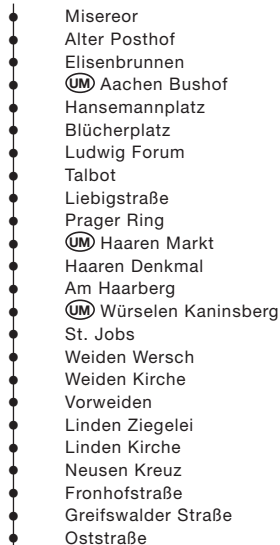 Misereor
Alter Posthof
Elisenbrunnen
UM Aachen Bushof
Hansemannplatz
Blücherplatz
Ludwig Forum
Talbot
Liebigstraße
Prager Ring
UM Haaren Markt
Haaren Denkmal
Am Haarberg
UM Würselen Kaninsberg
St. Jobs
Weiden Wersch
Weiden Kirche
Vorweiden
Linden Ziegelei
Linden Kirche
Neusen Kreuz
Fronhofstraße
Greifswalder Straße
Oststraße